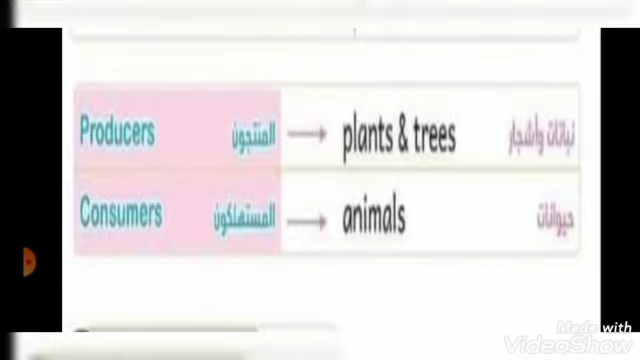 Producers المنتجون → plants & trees نباتات وأشجار
Consumers المستهلكون → animals حيوانات
Made with
VideoShow